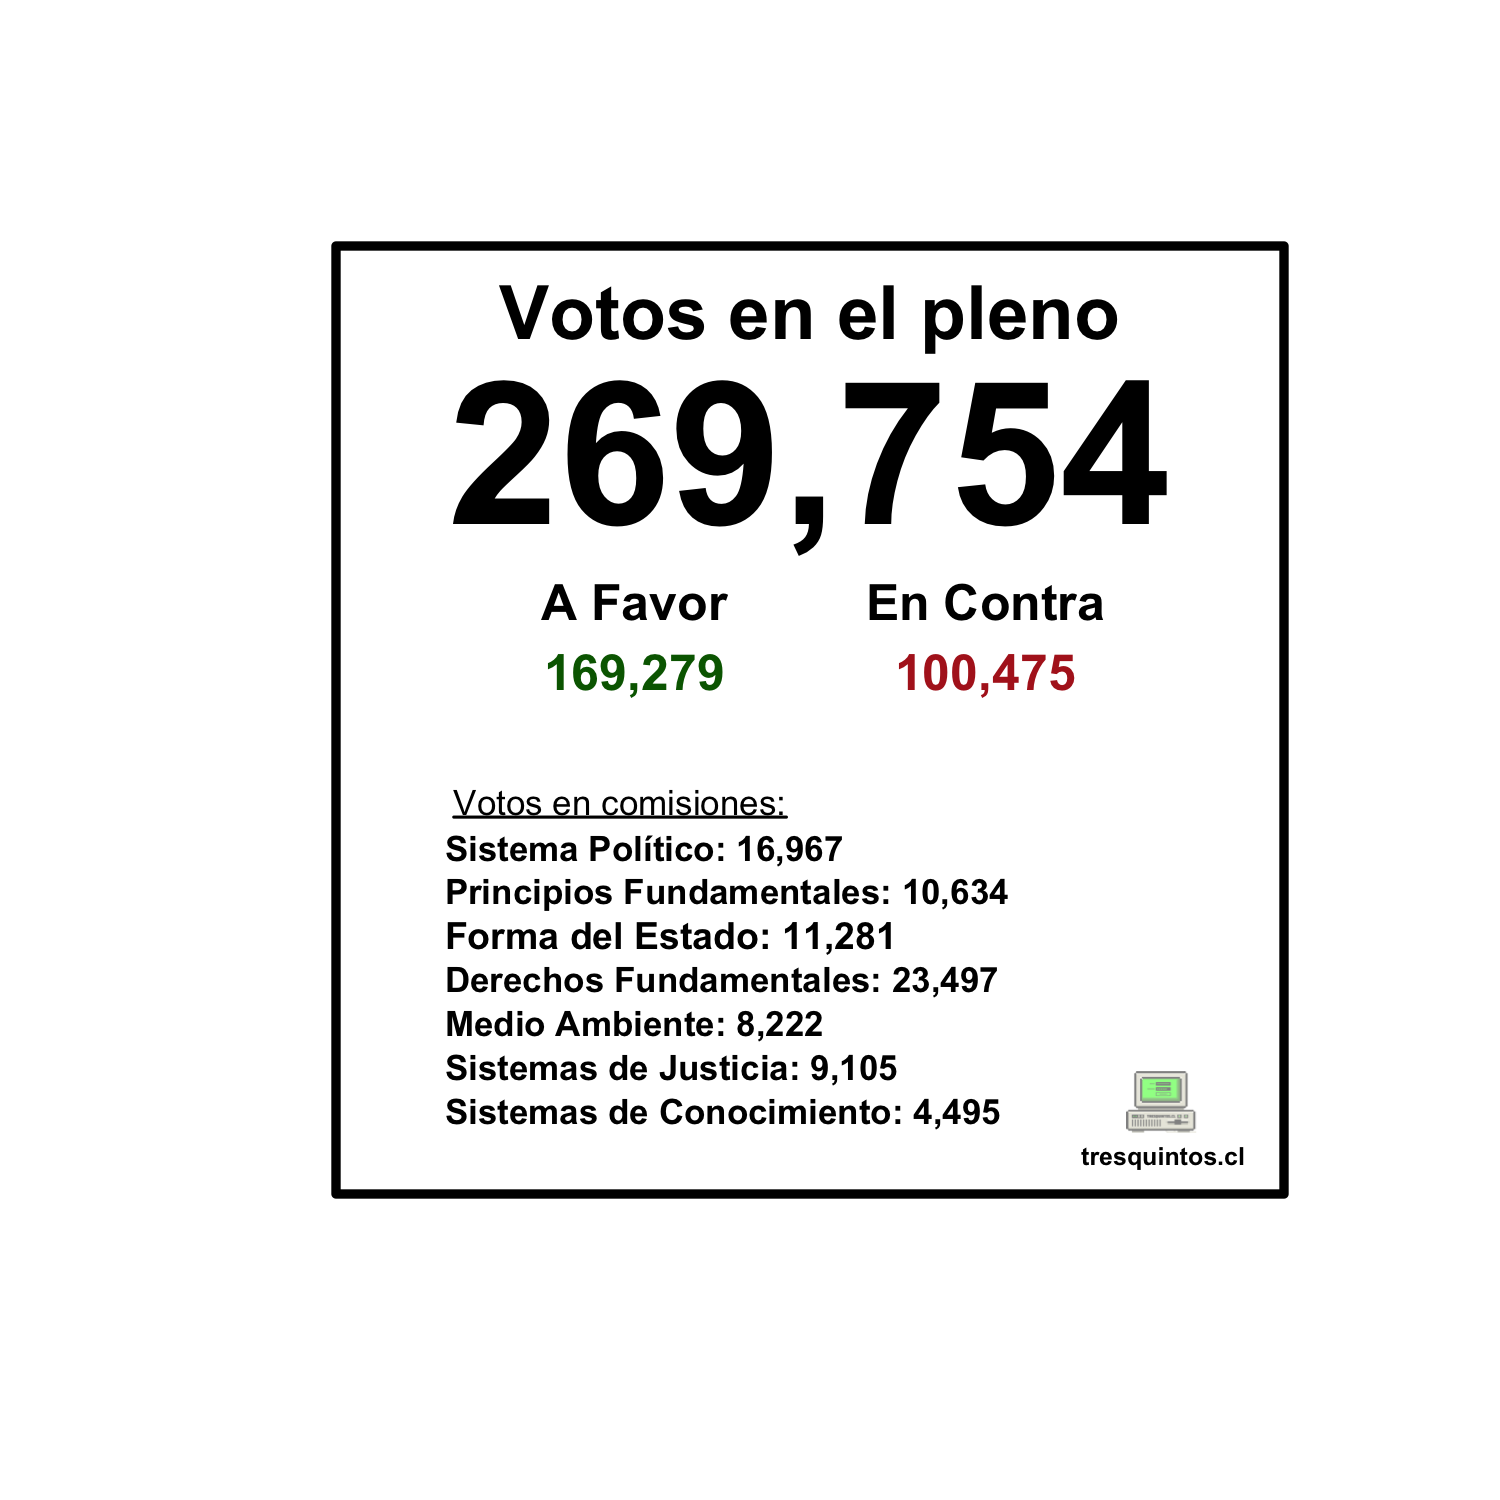 Votos en el pleno
269,754
A Favor En Contra
169,279 100,475
Votos en comisiones:
Sistema Político: 16,967
Principios Fundamentales: 10,634
Forma del Estado: 11,281
Derechos Fundamentales: 23,497
Medio Ambiente: 8,222
Sistemas de Justicia: 9,105
Sistemas de Conocimiento: 4,495
tresquintos.cl